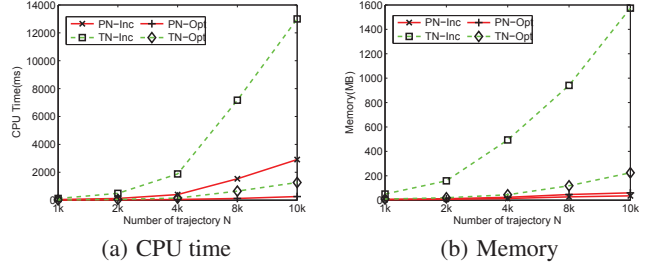 14000
12000
10000
8000
6000
4000
2000
0
CPU Time(ms)
PN-Inc PN-Opt
TN-Inc TN-Opt
1k 2k 4k 8k 10k
Number of trajectory N
(a) CPU time
1600
1400
1200
1000
800
600
400
200
0
Memory(MB)
PN-Inc PN-Opt
TN-Inc TN-Opt
1k 2k 4k 8k 10k
Number of trajectory N
(b) Memory